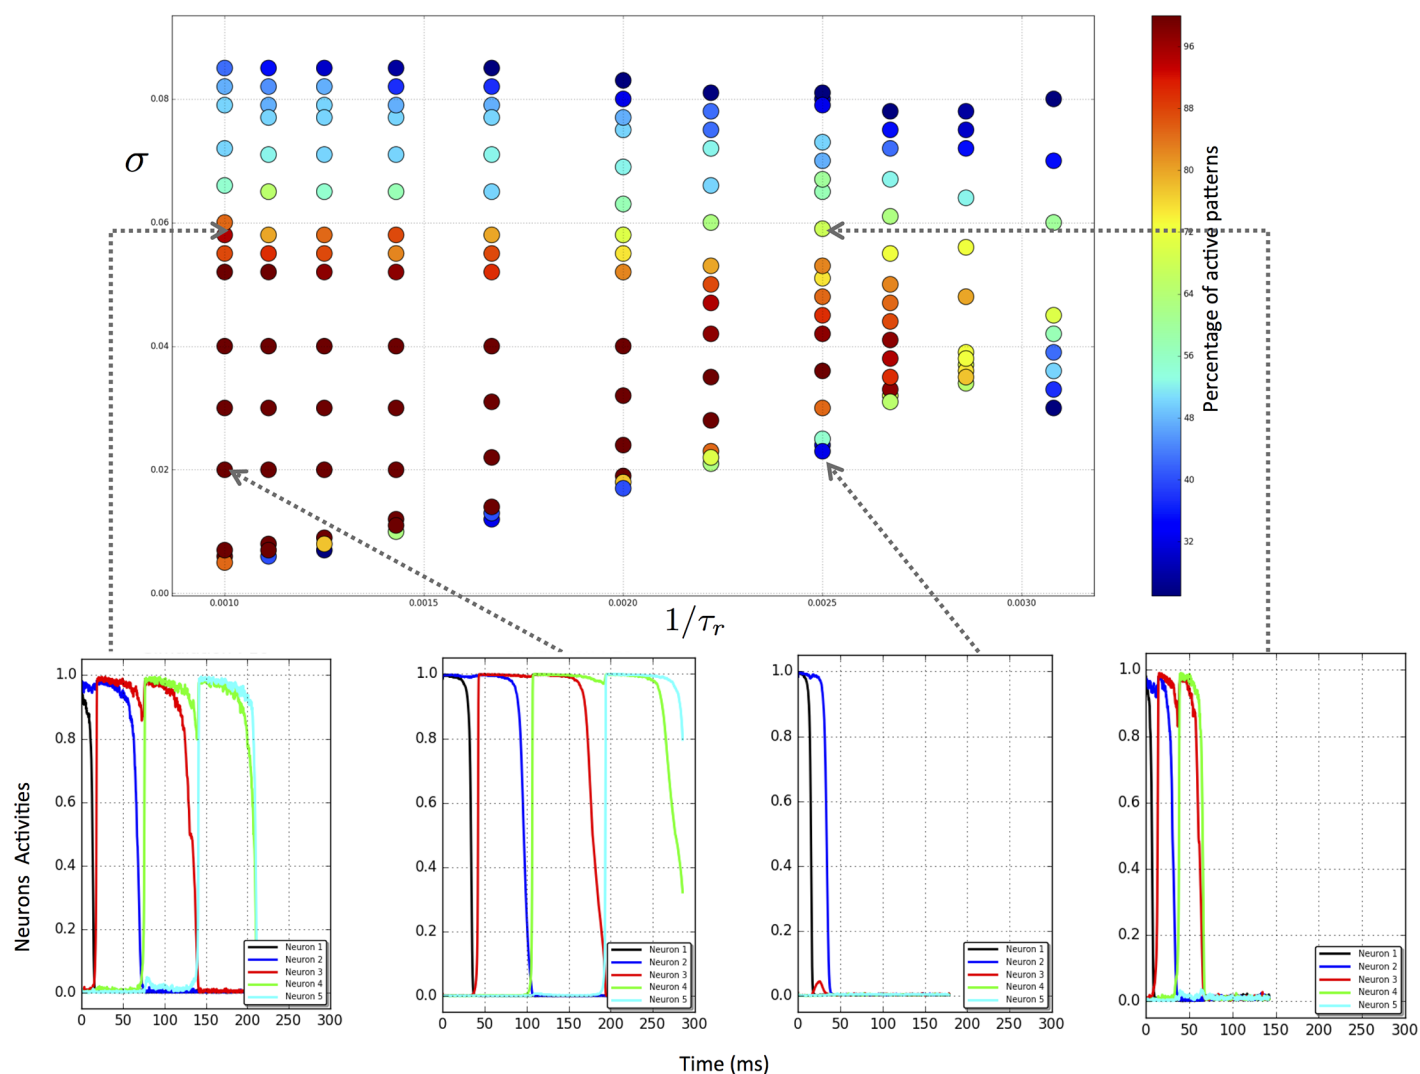 σ
0.08
0.06
0.04
0.02
0.00
0.0010 0.0015 0.0020 0.0025 0.0030
1/τr
96
88
80
72
64
56
48
40
32
Percentage of active patterns
Neurons Activities
1.0
0.8
0.6
0.4
0.2
0.0
0 50 100 150 200 250 300
Neuron 1
Neuron 2
Neuron 3
Neuron 4
Neuron 5
1.0
0.8
0.6
0.4
0.2
0.0
0 50 100 150 200 250 300
Neuron 1
Neuron 2
Neuron 3
Neuron 4
Neuron 5
1.0
0.8
0.6
0.4
0.2
0.0
0 50 100 150 200 250 300
Neuron 1
Neuron 2
Neuron 3
Neuron 4
Neuron 5
1.0
0.8
0.6
0.4
0.2
0.0
0 50 100 150 200 250 300
Neuron 1
Neuron 2
Neuron 3
Neuron 4
Neuron 5
Time (ms)